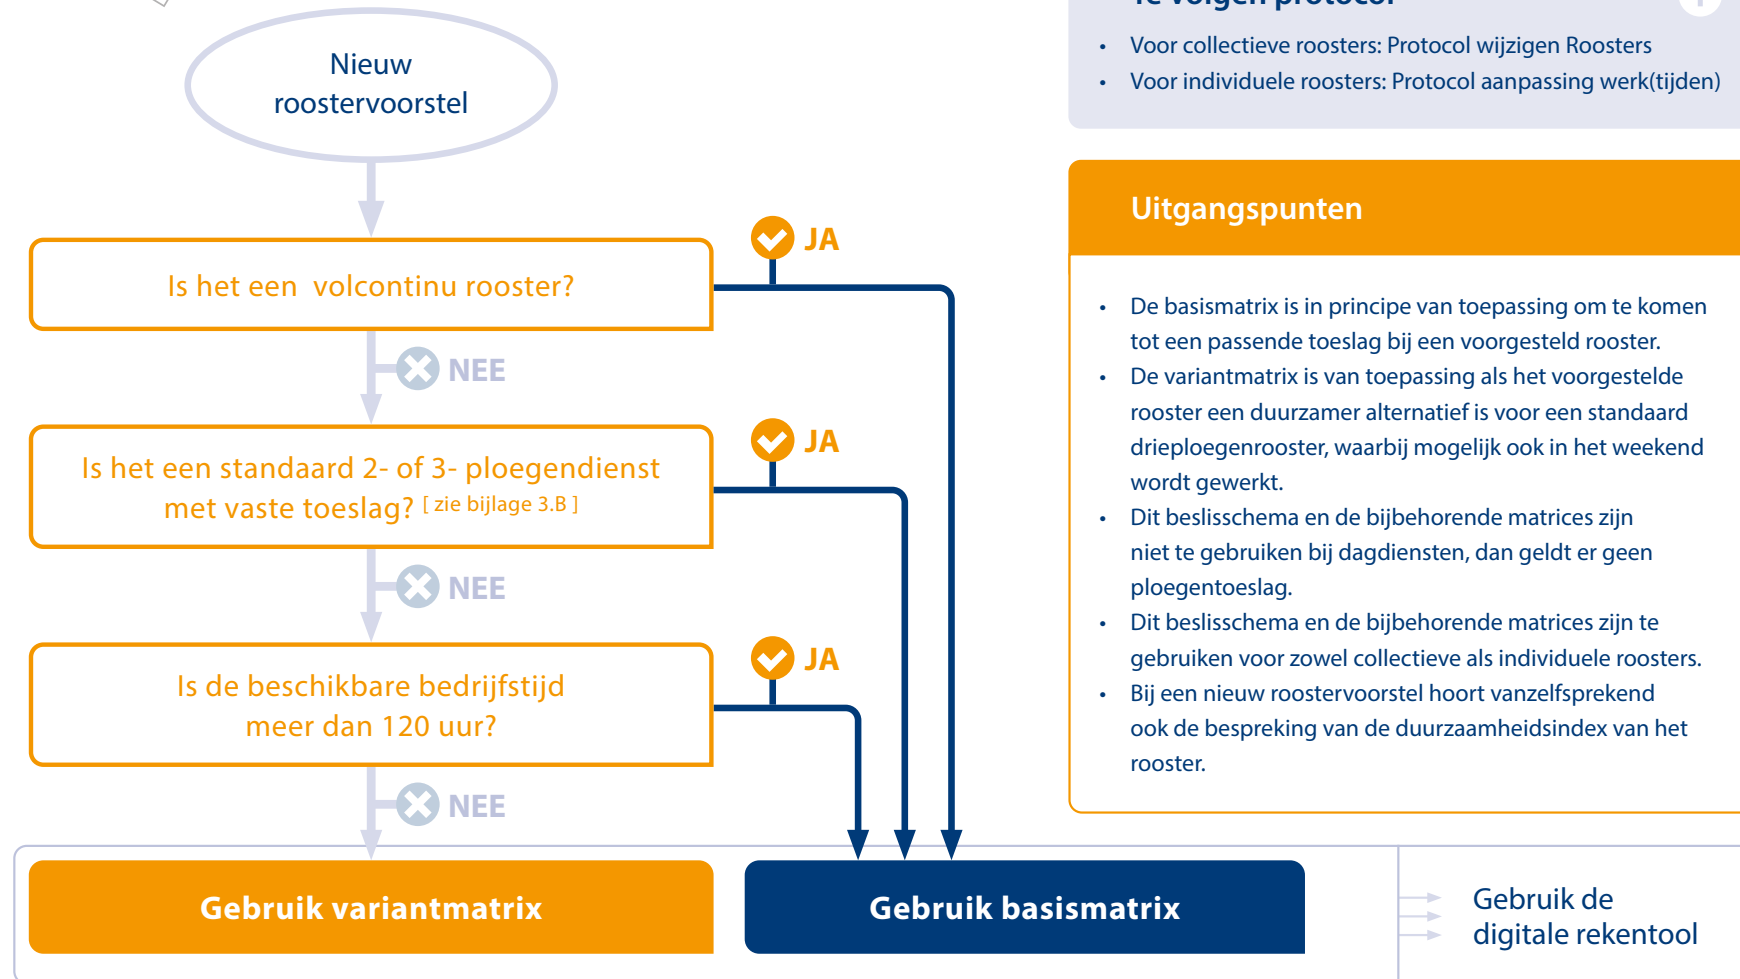 Nieuw
roostervoorstel
Is het een volcontinu rooster?
JA
NEE
Is het een standaard 2- of 3- ploegendienst
met vaste toeslag? [ zie bijlage 3.B ]
JA
NEE
Is de beschikbare bedrijfstijd
meer dan 120 uur?
JA
NEE
Gebruik variantmatrix
Gebruik basismatrix
Te volgen protocol
• Voor collectieve roosters: Protocol wijzigen Roosters
• Voor individuele roosters: Protocol aanpassing werk(tijden)
Uitgangspunten
• De basismatrix is in principe van toepassing om te komen
tot een passende toeslag bij een voorgesteld rooster.
• De variantmatrix is van toepassing als het voorgestelde
rooster een duurzamer alternatief is voor een standaard
drieploegenrooster, waarbij mogelijk ook in het weekend
wordt gewerkt.
• Dit beslisschema en de bijbehorende matrices zijn
niet te gebruiken bij dagdiensten, dan geldt er geen
ploegentoeslag.
• Dit beslisschema en de bijbehorende matrices zijn te
gebruiken voor zowel collectieve als individuele roosters.
• Bij een nieuw roostervoorstel hoort vanzelfsprekend
ook de bespreking van de duurzaamheidsindex van het
rooster.
Gebruik de
digitale rekentool